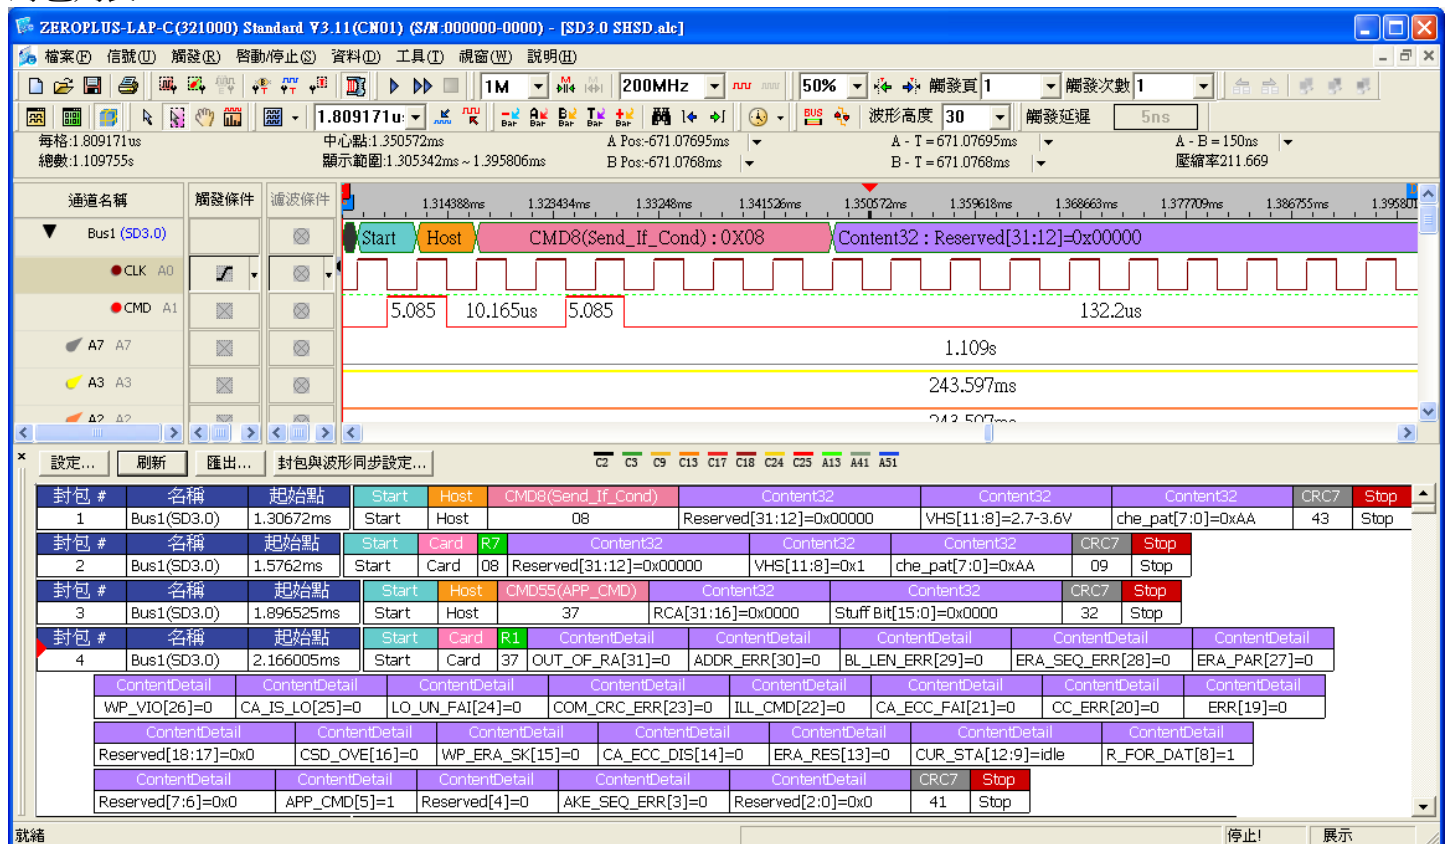 ZEROPLUS-LAP-C(321000) Standard V3.11(CN01) (S/N:000000-0000) - [SD3.0 SHSD.alc]
檔案(F) 信號(U) 觸發(R) 啓動/停止(S) 資料(D) 工具(T) 視窗(W) 説明(H)
1M 200MHz 50% 觸發頁 1 觸發次數 1
1.809171u: Bar Bar Bar Bar Bar BUS 波形高度 30 觸發延遲 5ns
每格:1.809171us 中心點:1.350572ms A Pos:-671.07695ms A - T = 671.07695ms A - B = 150ns
總數:1.109755s 顯示範圍:1.305342ms ~ 1.395806ms B Pos:-671.0768ms B - T = 671.0768ms 壓縮率211.669
通道名稱 觸發條件 濾波條件 1.314388ms 1.323434ms 1.33248ms 1.341526ms 1.350572ms 1.359618ms 1.368663ms 1.377709ms 1.386755ms 1.39580
Bus1 (SD3.0) Start Host CMD8(Send_If_Cond) : 0X08 Content32 : Reserved[31:12]=0x00000
CLK A0
CMD A1 5.085 10.165us 5.085 132.2us
A7 A7 1.109s
A3 A3 243.597ms
A2 A2 243.597ms
設定... 刷新 匯出... 封包與波形同步設定... C2 C3 C9 C13 C17 C18 C24 C25 A13 A41 A51
封包 # 名稱 起始點 Start Host CMD8(Send_If_Cond) Content32 Content32 Content32 CRC7 Stop
1 Bus1(SD3.0) 1.30672ms Start Host 08 Reserved[31:12]=0x00000 VHS[11:8]=2.7-3.6V che_pat[7:0]=0xAA 43 Stop
封包 # 名稱 起始點 Start Card R7 Content32 Content32 Content32 CRC7 Stop
2 Bus1(SD3.0) 1.5762ms Start Card 08 Reserved[31:12]=0x00000 VHS[11:8]=0x1 che_pat[7:0]=0xAA 09 Stop
封包 # 名稱 起始點 Start Host CMD55(APP_CMD) Content32 Content32 CRC7 Stop
3 Bus1(SD3.0) 1.896525ms Start Host 37 RCA[31:16]=0x0000 Stuff Bit[15:0]=0x0000 32 Stop
封包 # 名稱 起始點 Start Card R1 ContentDetail ContentDetail ContentDetail ContentDetail ContentDetail
4 Bus1(SD3.0) 2.166005ms Start Card 37 OUT_OF_RA[31]=0 ADDR_ERR[30]=0 BL_LEN_ERR[29]=0 ERA_SEQ_ERR[28]=0 ERA_PAR[27]=0
ContentDetail ContentDetail ContentDetail ContentDetail ContentDetail ContentDetail ContentDetail ContentDetail
WP_VIO[26]=0 CA_IS_LO[25]=0 LO_UN_FAI[24]=0 COM_CRC_ERR[23]=0 ILL_CMD[22]=0 CA_ECC_FAI[21]=0 CC_ERR[20]=0 ERR[19]=0
ContentDetail ContentDetail ContentDetail ContentDetail ContentDetail ContentDetail ContentDetail
Reserved[18:17]=0x0 CSD_OVE[16]=0 WP_ERA_SK[15]=0 CA_ECC_DIS[14]=0 ERA_RES[13]=0 CUR_STA[12:9]=idle R_FOR_DAT[8]=1
ContentDetail ContentDetail ContentDetail ContentDetail ContentDetail CRC7 Stop
Reserved[7:6]=0x0 APP_CMD[5]=1 Reserved[4]=0 AKE_SEQ_ERR[3]=0 Reserved[2:0]=0x0 41 Stop
就緒 停止! 展示